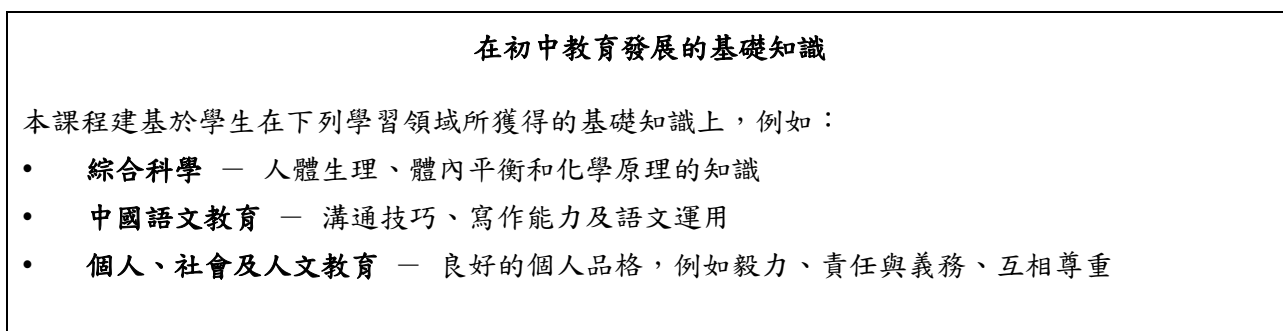 在初中教育發展的基礎知識
本課程建基於學生在下列學習領域所獲得的基礎知識上，例如：
• 綜合科學 － 人體生理、體內平衡和化學原理的知識
• 中國語文教育 － 溝通技巧、寫作能力及語文運用
• 個人、社會及人文教育 － 良好的個人品格，例如毅力、責任與義務、互相尊重